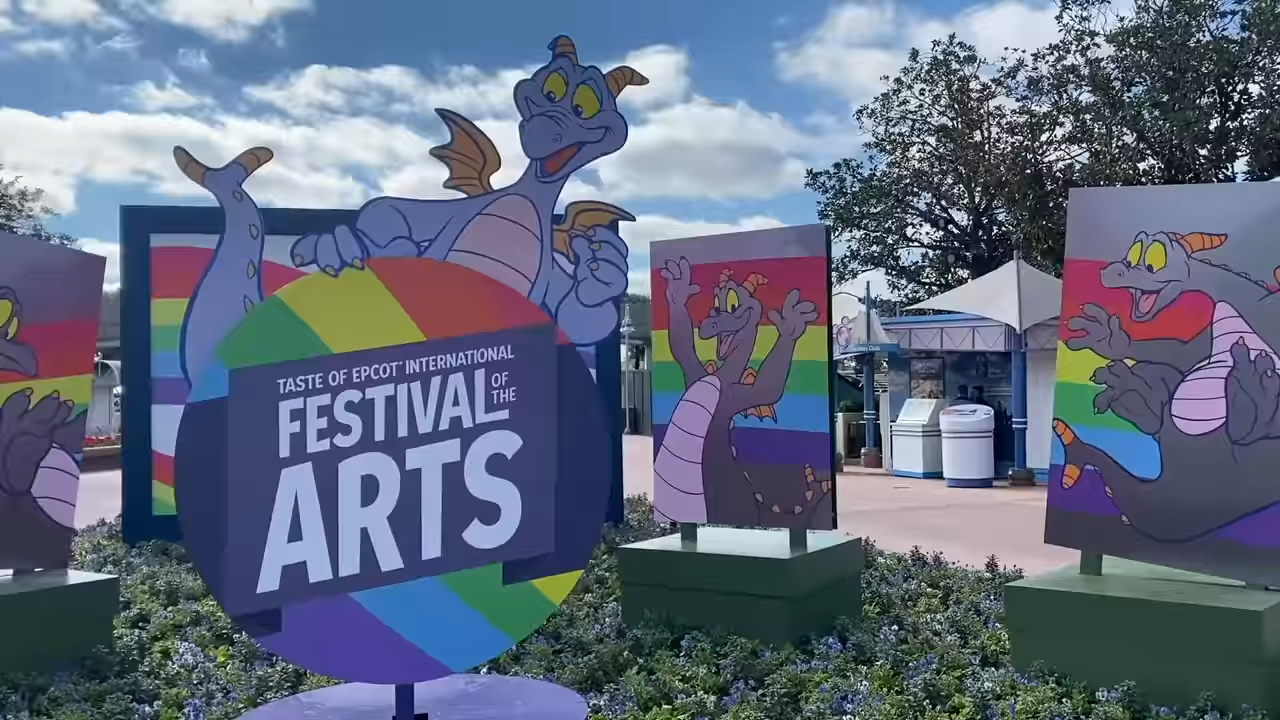 TASTE OF EPCOT® INTERNATIONAL
FESTIVAL OF THE
ARTS